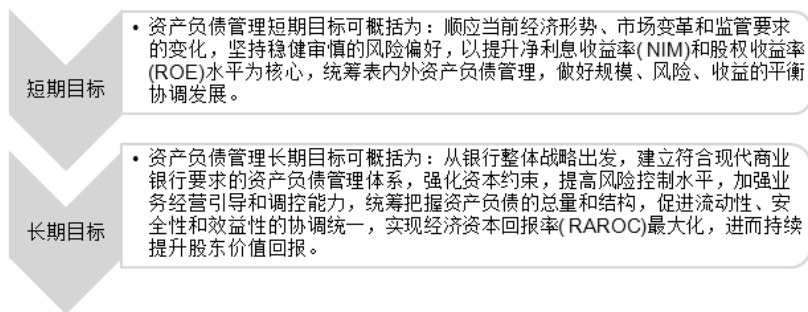 短期目标
• 资产负债管理短期目标可概括为：顺应当前经济形势、市场变革和监管要求
的变化，坚持稳健审慎的风险偏好，以提升净利息收益率(NIM)和股权收益率
(ROE)水平为核心，统筹表内外资产负债管理，做好规模、风险、收益的平衡
协调发展。
长期目标
• 资产负债管理长期目标可概括为：从银行整体战略出发，建立符合现代商业
银行要求的资产负债管理体系，强化资本约束，提高风险控制水平，加强业
务经营引导和调控能力，统筹把握资产负债的总量和结构，促进流动性、安
全性和效益性的协调统一，实现经济资本回报率(RAROC)最大化，进而持续
提升股东价值回报。